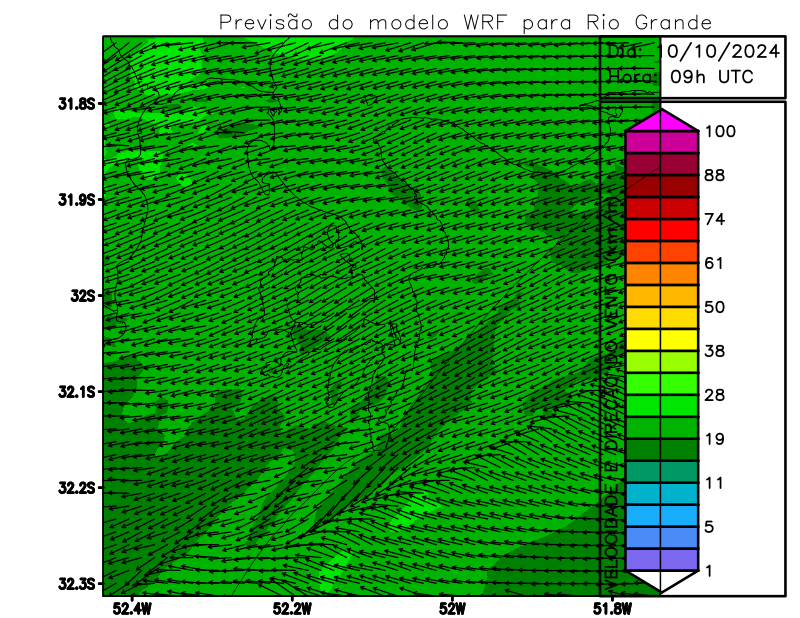 Previsão do modelo WRF para Rio Grande
Dia: 10/10/2024
Hora: 09h UTC
31.8S
31.9S
32S
32.1S
32.2S
32.3S
52.4W
52.2W
52W
51.8W
VELOCIDADE E DIREÇÃO DO VENTO (km/h)
100
88
74
61
50
38
28
19
11
5
1